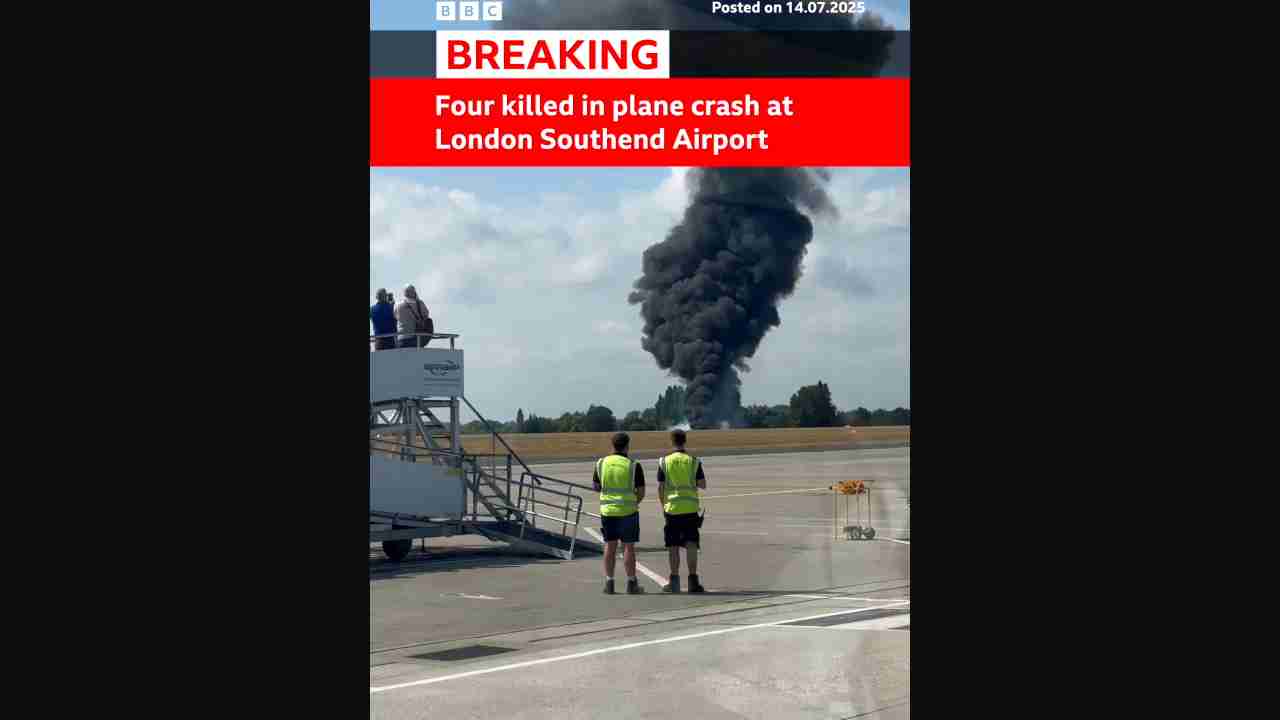 BBC
Posted on 14.07.2025
BREAKING
Four killed in plane crash at
London Southend Airport